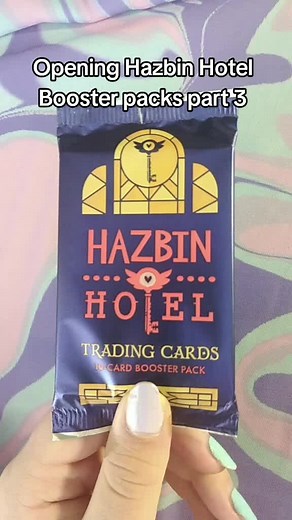 Opening Hazbin Hotel
Booster packs part 3
HAZBIN
HOTEL
TRADING CARDS
10 CARD BOOSTER PACK